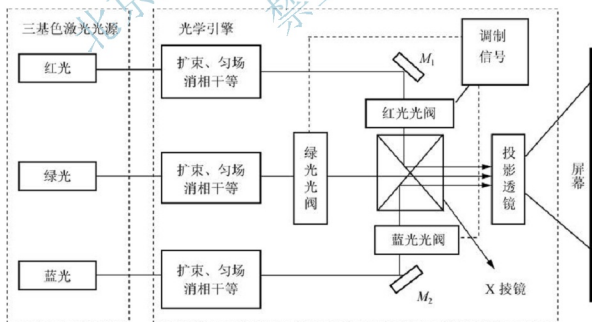 三基色激光光源
光学引擎
红光
扩束、匀场
消相干等
M₁
调制
信号
红光光阀
绿光
扩束、匀场
消相干等
绿光光阀
投影透镜
屏幕
蓝光光阀
蓝光
扩束、匀场
消相干等
M₂
X 掖镜
北京